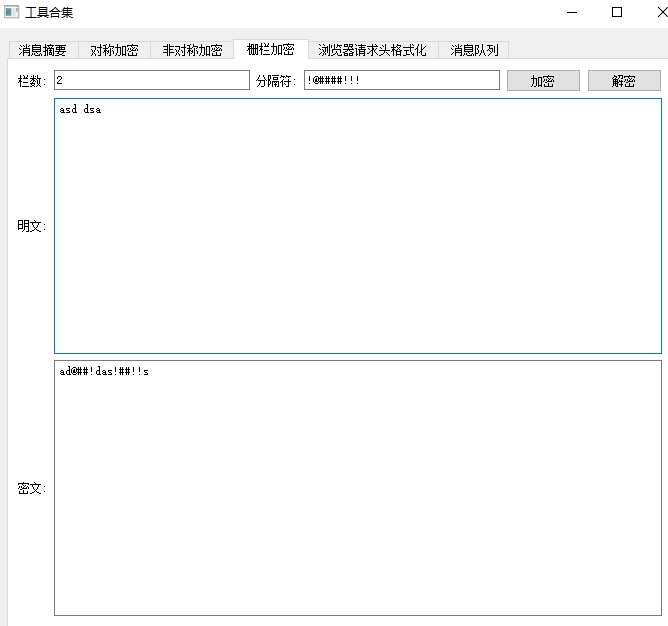 工具合集
消息摘要 对称加密 非对称加密 栅栏加密 浏览器请求头格式化 消息队列
栏数: 2 分隔符: !@####!!! 加密 解密
asd dsa
明文:
ad@##!das!##!!s
密文: